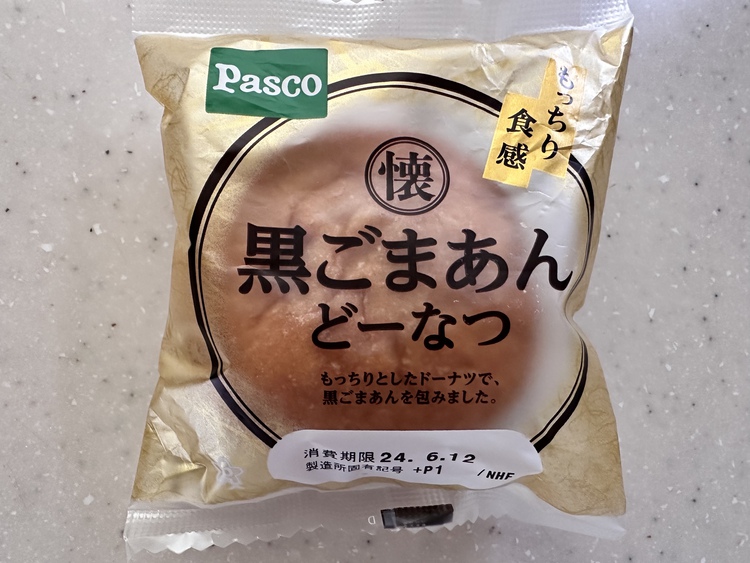 Pasco
もっちり
食感
懐
黒ごまあん
どーなつ
もっちりとしたドーナツで、
黒ごまあんを包みました。
消費期限 24. 6.12
製造所固有記号 +P1 /NHF